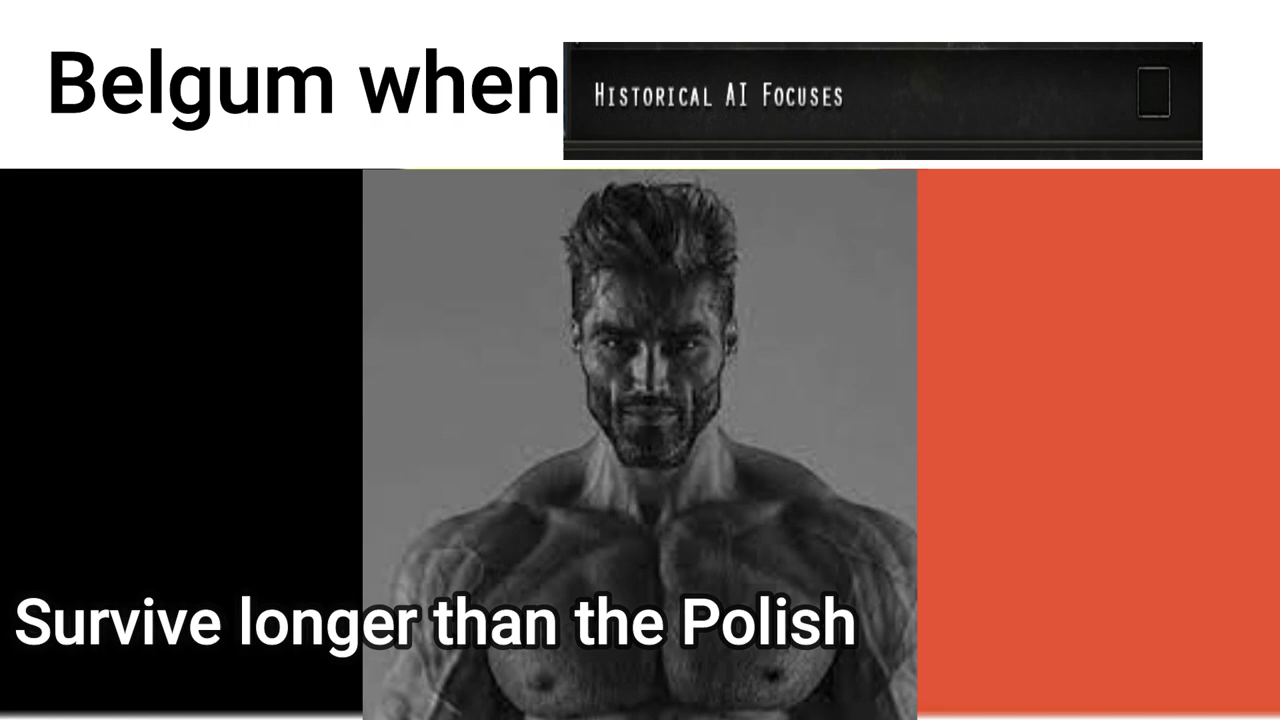 Belgum when
HISTORICAL AI FOCUSES
Survive longer than the Polish